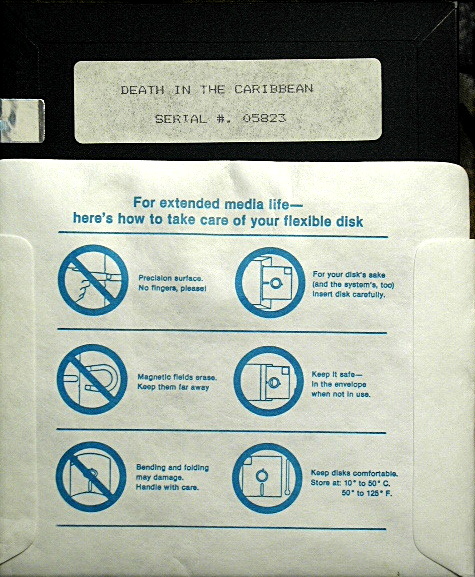 DEATH IN THE CARIBBEAN
SERIAL #. 05823
For extended media life—
here's how to take care of your flexible disk
Precision surface.
No fingers, please!
For your disk's sake
(and the system's, too)
insert disk carefully.
Magnetic fields erase.
Keep them far away
Keep it safe—
in the envelope
when not in use.
Bending and folding
may damage.
Handle with care.
Keep disks comfortable.
Store at: 10° to 50° C.
50° to 125° F.